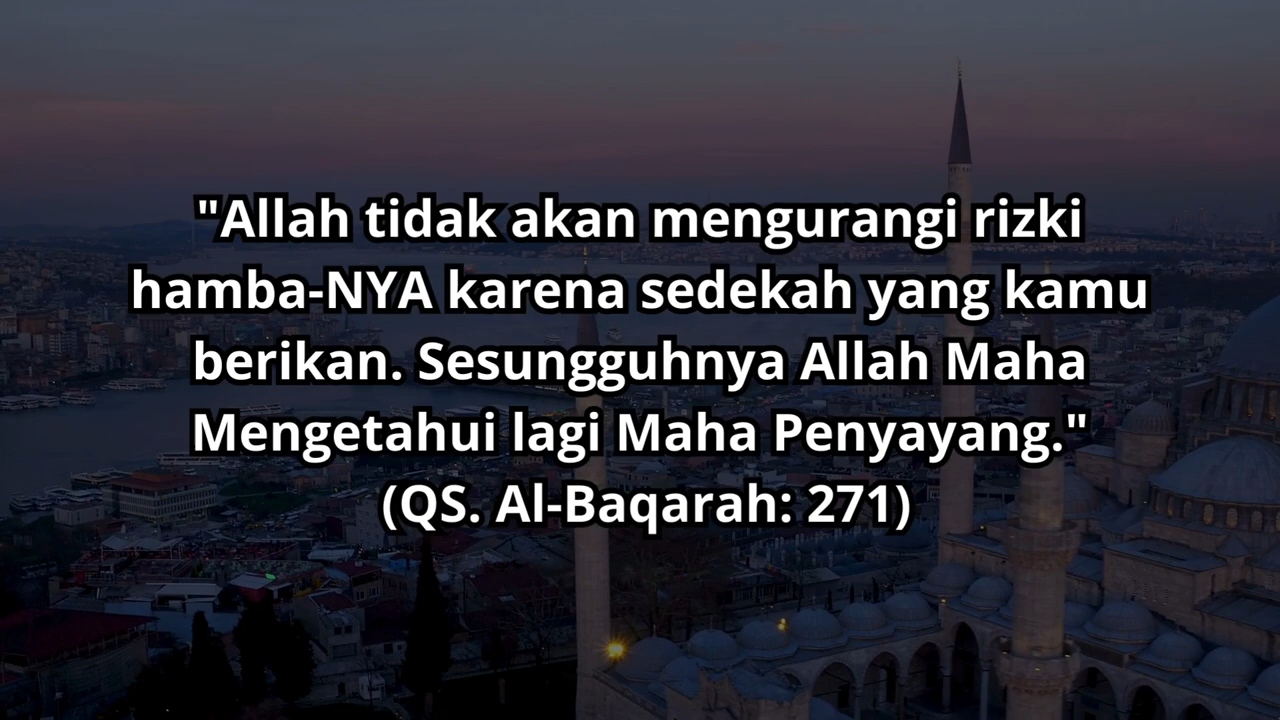 "Allah tidak akan mengurangi rizki
hamba-NYA karena sedekah yang kamu
berikan. Sesungguhnya Allah Maha
Mengetahui lagi Maha Penyayang."
(QS. Al-Baqarah: 271)